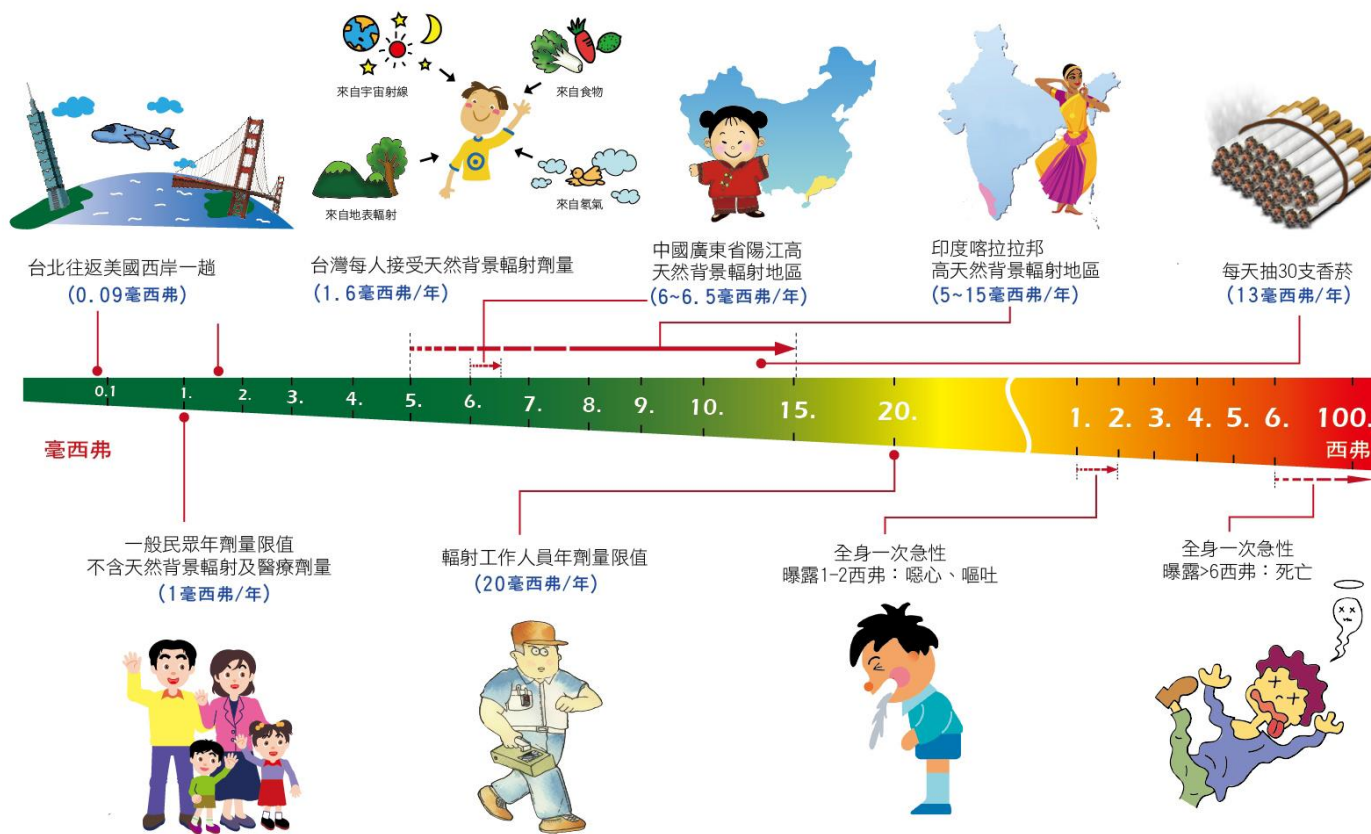 來自宇宙射線
來自食物
來自地表輻射
來自氡氣
台北往返美國西岸一趟
(0.09毫西弗)
台灣每人接受天然背景輻射劑量
(1.6毫西弗/年)
中國廣東省陽江高
天然背景輻射地區
(6~6.5毫西弗/年)
印度喀拉拉邦
高天然背景輻射地區
(5~15毫西弗/年)
每天抽30支香菸
(13毫西弗/年)
0.1 1. 2. 3. 4. 5. 6. 7. 8. 9. 10. 15. 20. 1. 2. 3. 4. 5. 6. 100.
毫西弗
西弗
一般民眾年劑量限值
不含天然背景輻射及醫療劑量
(1毫西弗/年)
輻射工作人員年劑量限值
(20毫西弗/年)
全身一次急性
曝露1-2西弗：噁心、嘔吐
全身一次急性
曝露>6西弗：死亡